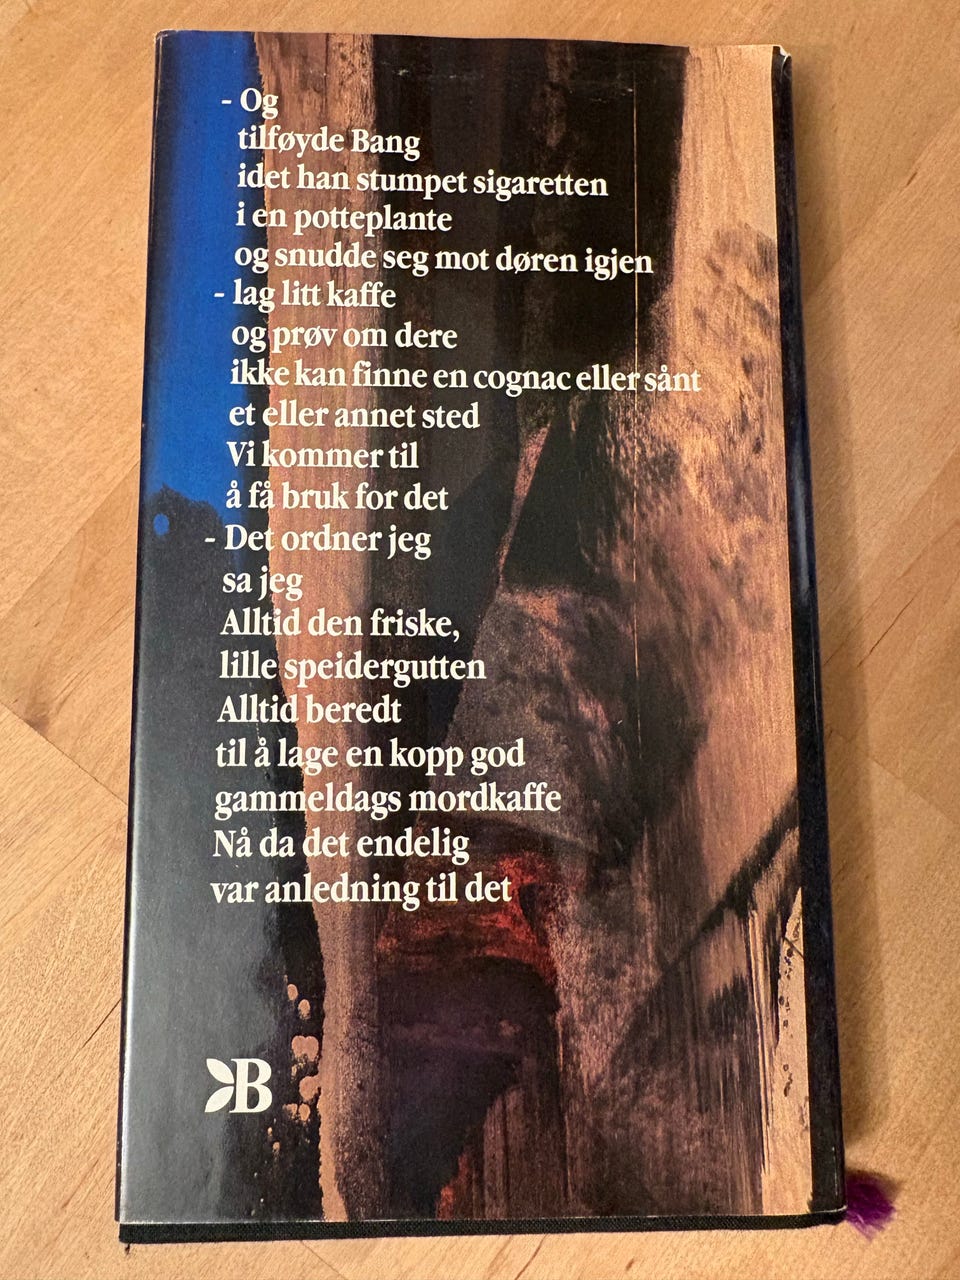 - Og
tilføyde Bang
idet han stumpet sigaretten
i en potteplante
og snudde seg mot døren igjen
- lag litt kaffe
og prøv om dere
ikke kan finne en cognac eller sånt
et eller annet sted
Vi kommer til
å få bruk for det
- Det ordner jeg
sa jeg
Alltid den friske,
lille speidergutten
Alltid beredt
til å lage en kopp god
gammeldags mordkaffe
Nå da det endelig
var anledning til det
B